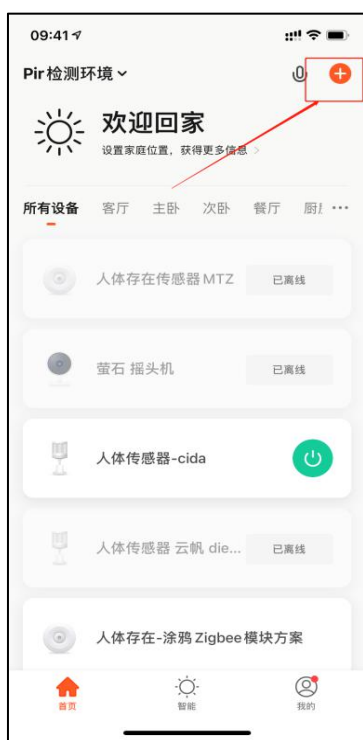 09:41
Pir检测环境
欢迎回家
设置家庭位置，获得更多信息 >
所有设备 客厅 主卧 次卧 餐厅 •••
人体存在传感器MTZ 已离线
萤石 摇头机 已离线
人体传感器-cida
人体传感器 云帆 die... 已离线
人体存在-涂鸦 Zigbee模块方案
首页 智能 我的